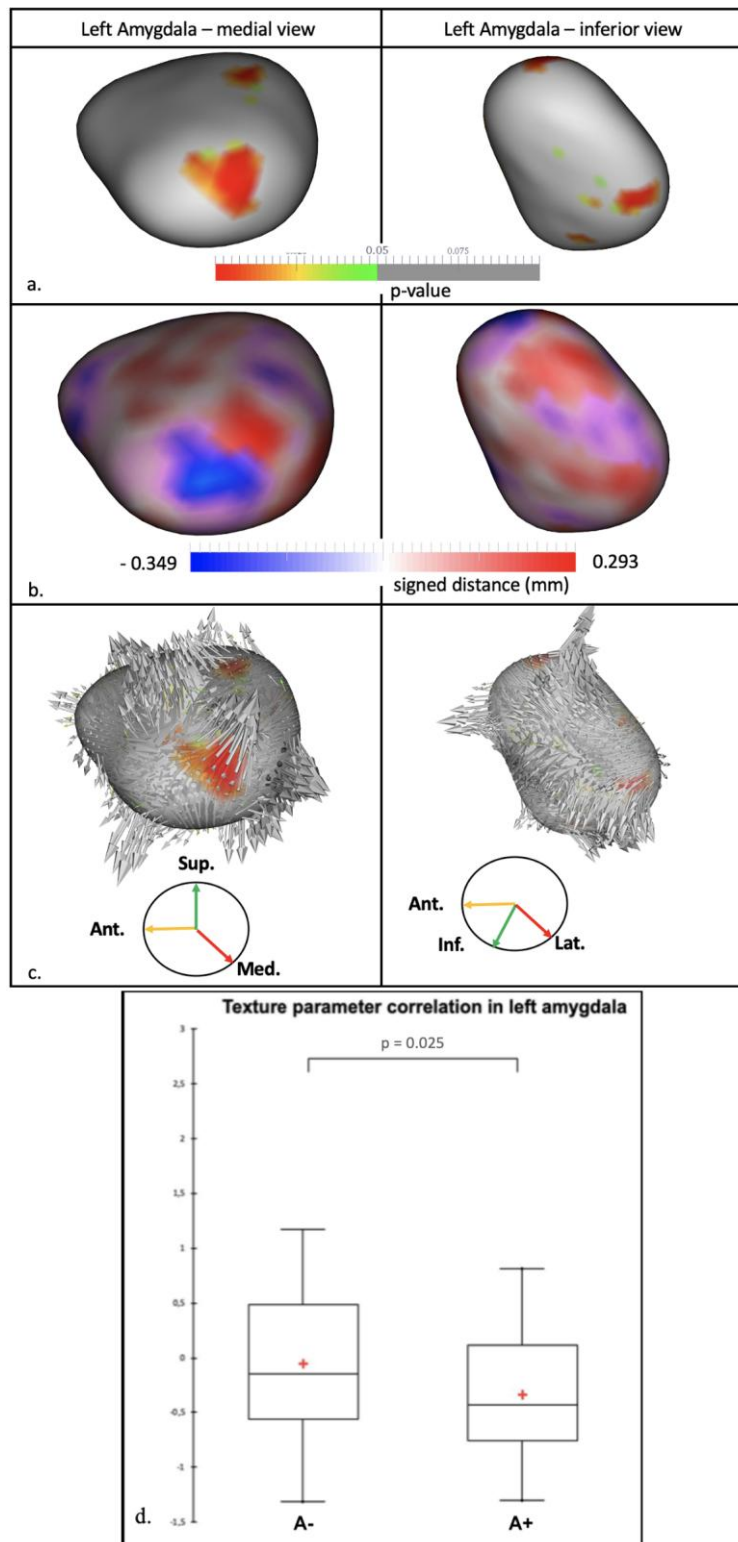 Left Amygdala – medial view
Left Amygdala – inferior view
0.05
0.075
p-value
a.
- 0.349
0.293
signed distance (mm)
b.
Sup.
Ant.
Med.
Ant.
Inf.
Lat.
c.
Texture parameter correlation in left amygdala
p = 0.025
3
2,5
2
1,5
1
0,5
0
-0,5
-1
-1,5
A-
A+
d.